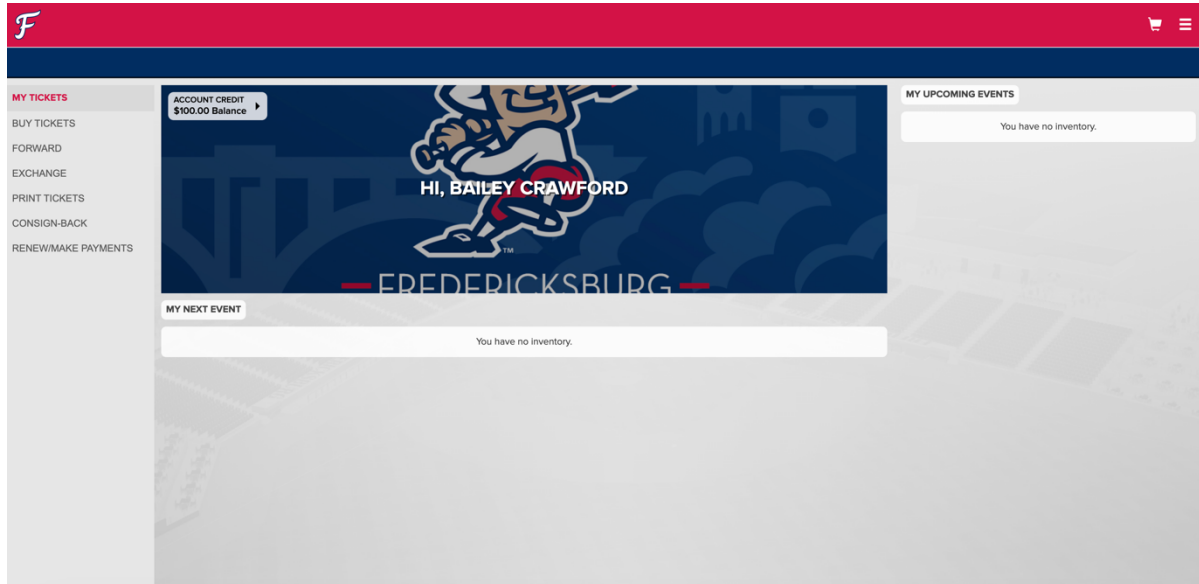 F
MY TICKETS
BUY TICKETS
FORWARD
EXCHANGE
PRINT TICKETS
CONSIGN-BACK
RENEW/MAKE PAYMENTS
ACCOUNT CREDIT
$100.00 Balance
HI, BAILEY CRAWFORD
TM
FREDERICKSBURG
MY NEXT EVENT
You have no inventory.
MY UPCOMING EVENTS
You have no inventory.